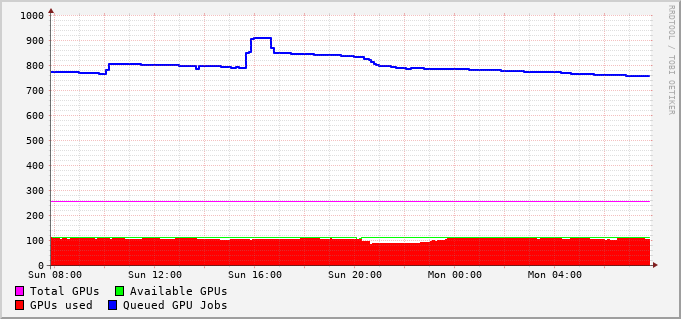 1000
900
800
700
600
500
400
300
200
100
0
Sun 08:00 Sun 12:00 Sun 16:00 Sun 20:00 Mon 00:00 Mon 04:00
Total GPUs Available GPUs
GPUs used Queued GPU Jobs
RRDTOOL / TOBI OETIKER